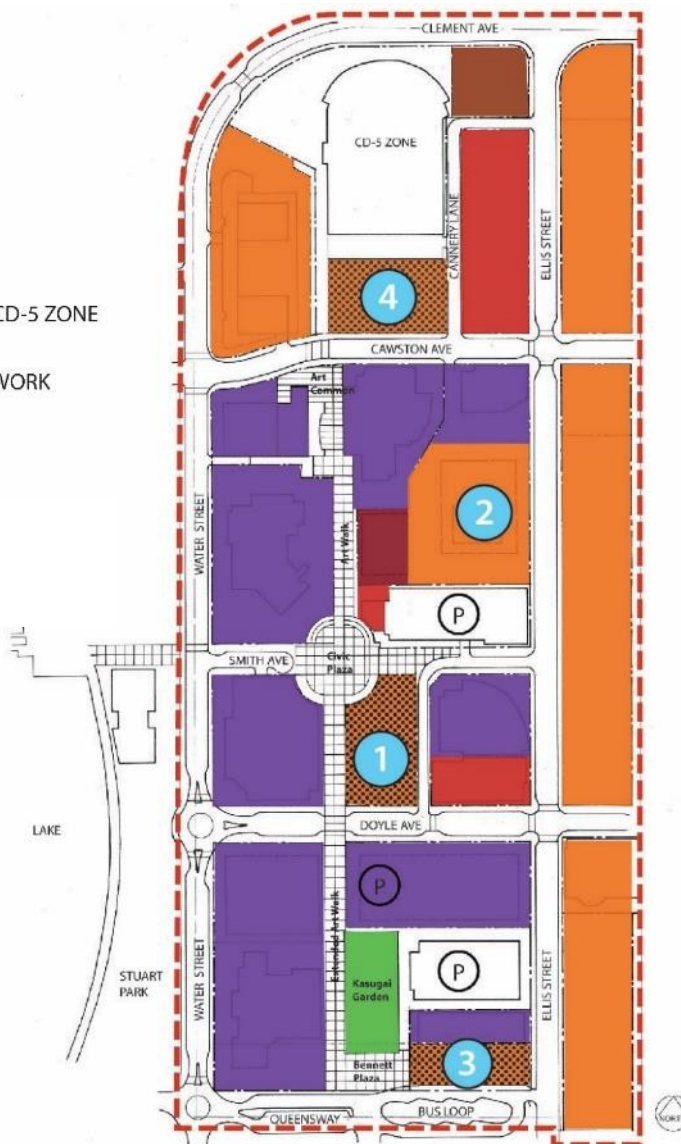 CLEMENT AVE
CD-5 ZONE
CANNERY LANE
ELLIS STREET
CD-5 ZONE
4
CAWSTON AVE
WORK
Art
Common
WATER STREET
2
Art Walk
P
SMITH AVE
Civic
Plaza
1
LAKE
DOYLE AVE
P
Extended Art Walk
WATER STREET
STUART
PARK
Kasugai
Garden
P
ELLIS STREET
Bennett
Plaza
3
QUEENSWAY
BUS LOOP
NORTH